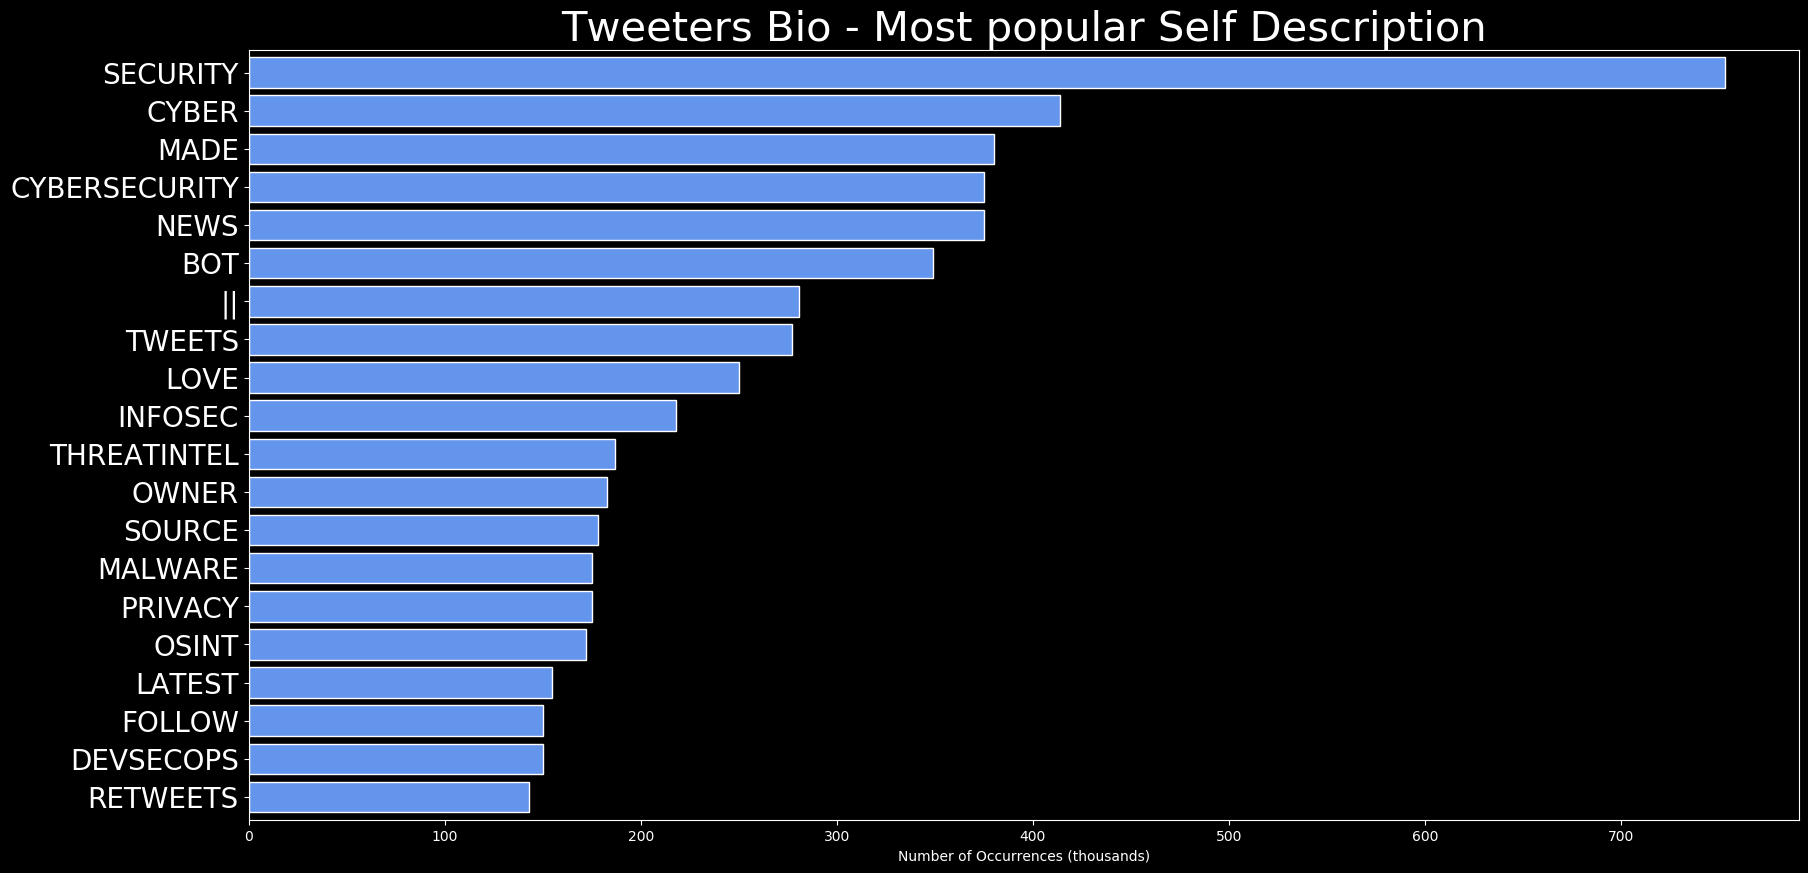 Tweeters Bio - Most popular Self Description
SECURITY
CYBER
MADE
CYBERSECURITY
NEWS
BOT
||
TWEETS
LOVE
INFOSEC
THREATINTEL
OWNER
SOURCE
MALWARE
PRIVACY
OSINT
LATEST
FOLLOW
DEVSECOPS
RETWEETS
0 100 200 300 400 500 600 700
Number of Occurrences (thousands)